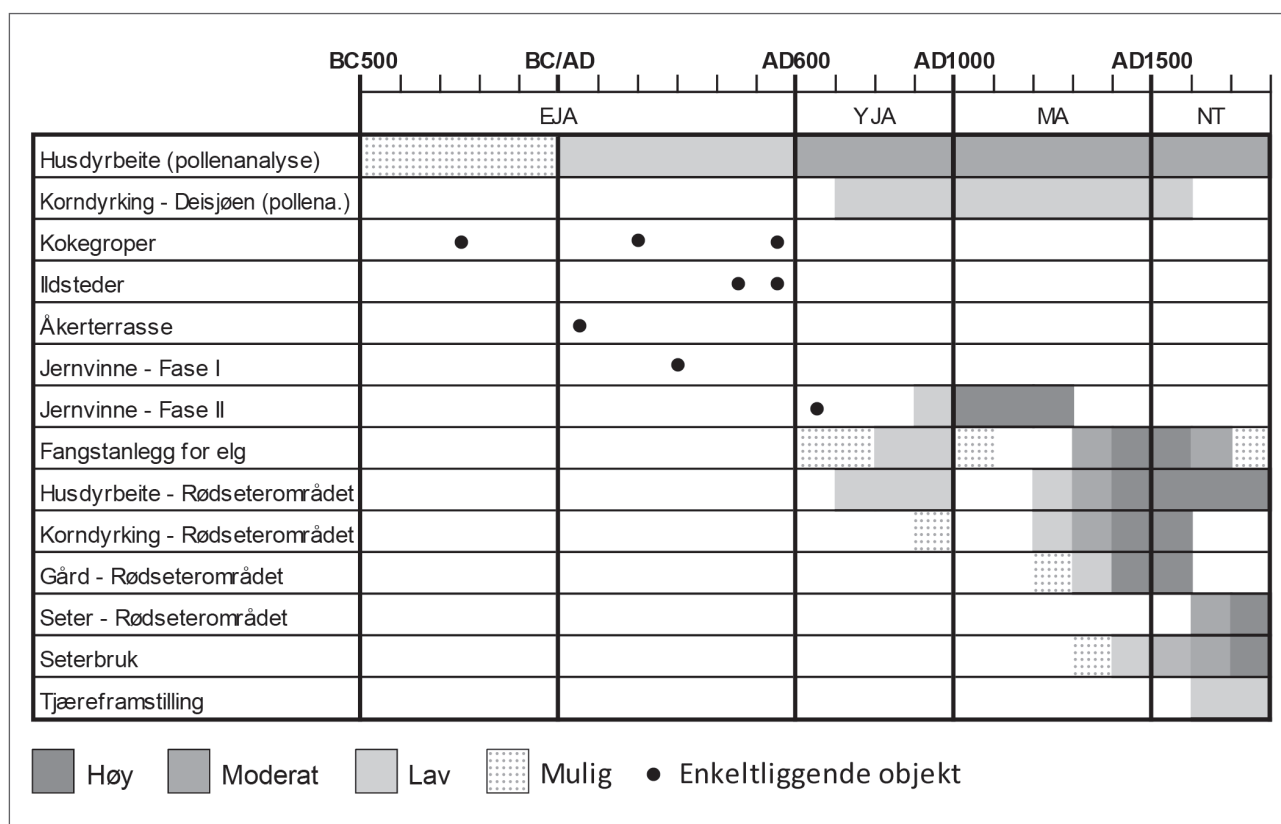 BC500 BC/AD AD600 AD1000 AD1500
EJA YJA MA NT
Husdyrbeite (pollenanalyse)
Korndyrking - Deisjøen (pollena.)
Kokegroper
Ildsteder
Åkerterrasse
Jernvinne - Fase I
Jernvinne - Fase II
Fangstanlegg for elg
Husdyrbeite - Rødseterområdet
Korndyrking - Rødseterområdet
Gård - Rødseterområdet
Seter - Rødseterområdet
Seterbruk
Tjæreframstilling
Høy Moderat Lav Mulig Enkeltliggende objekt